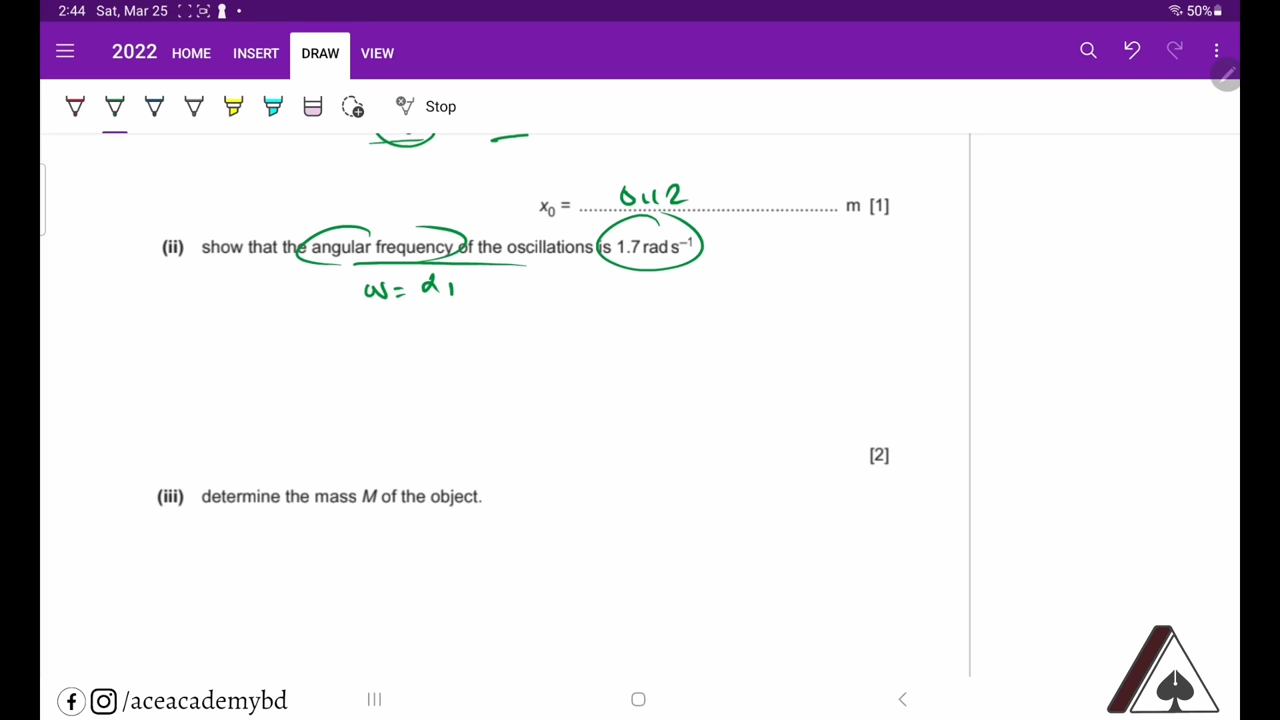 2:44 Sat, Mar 25 50%
2022 HOME INSERT DRAW VIEW
Stop
x₀ = 0.12 m [1]
(ii) show that the angular frequency of the oscillations is 1.7 rad s⁻¹
ω =
[2]
(iii) determine the mass M of the object.
/aceacademybd